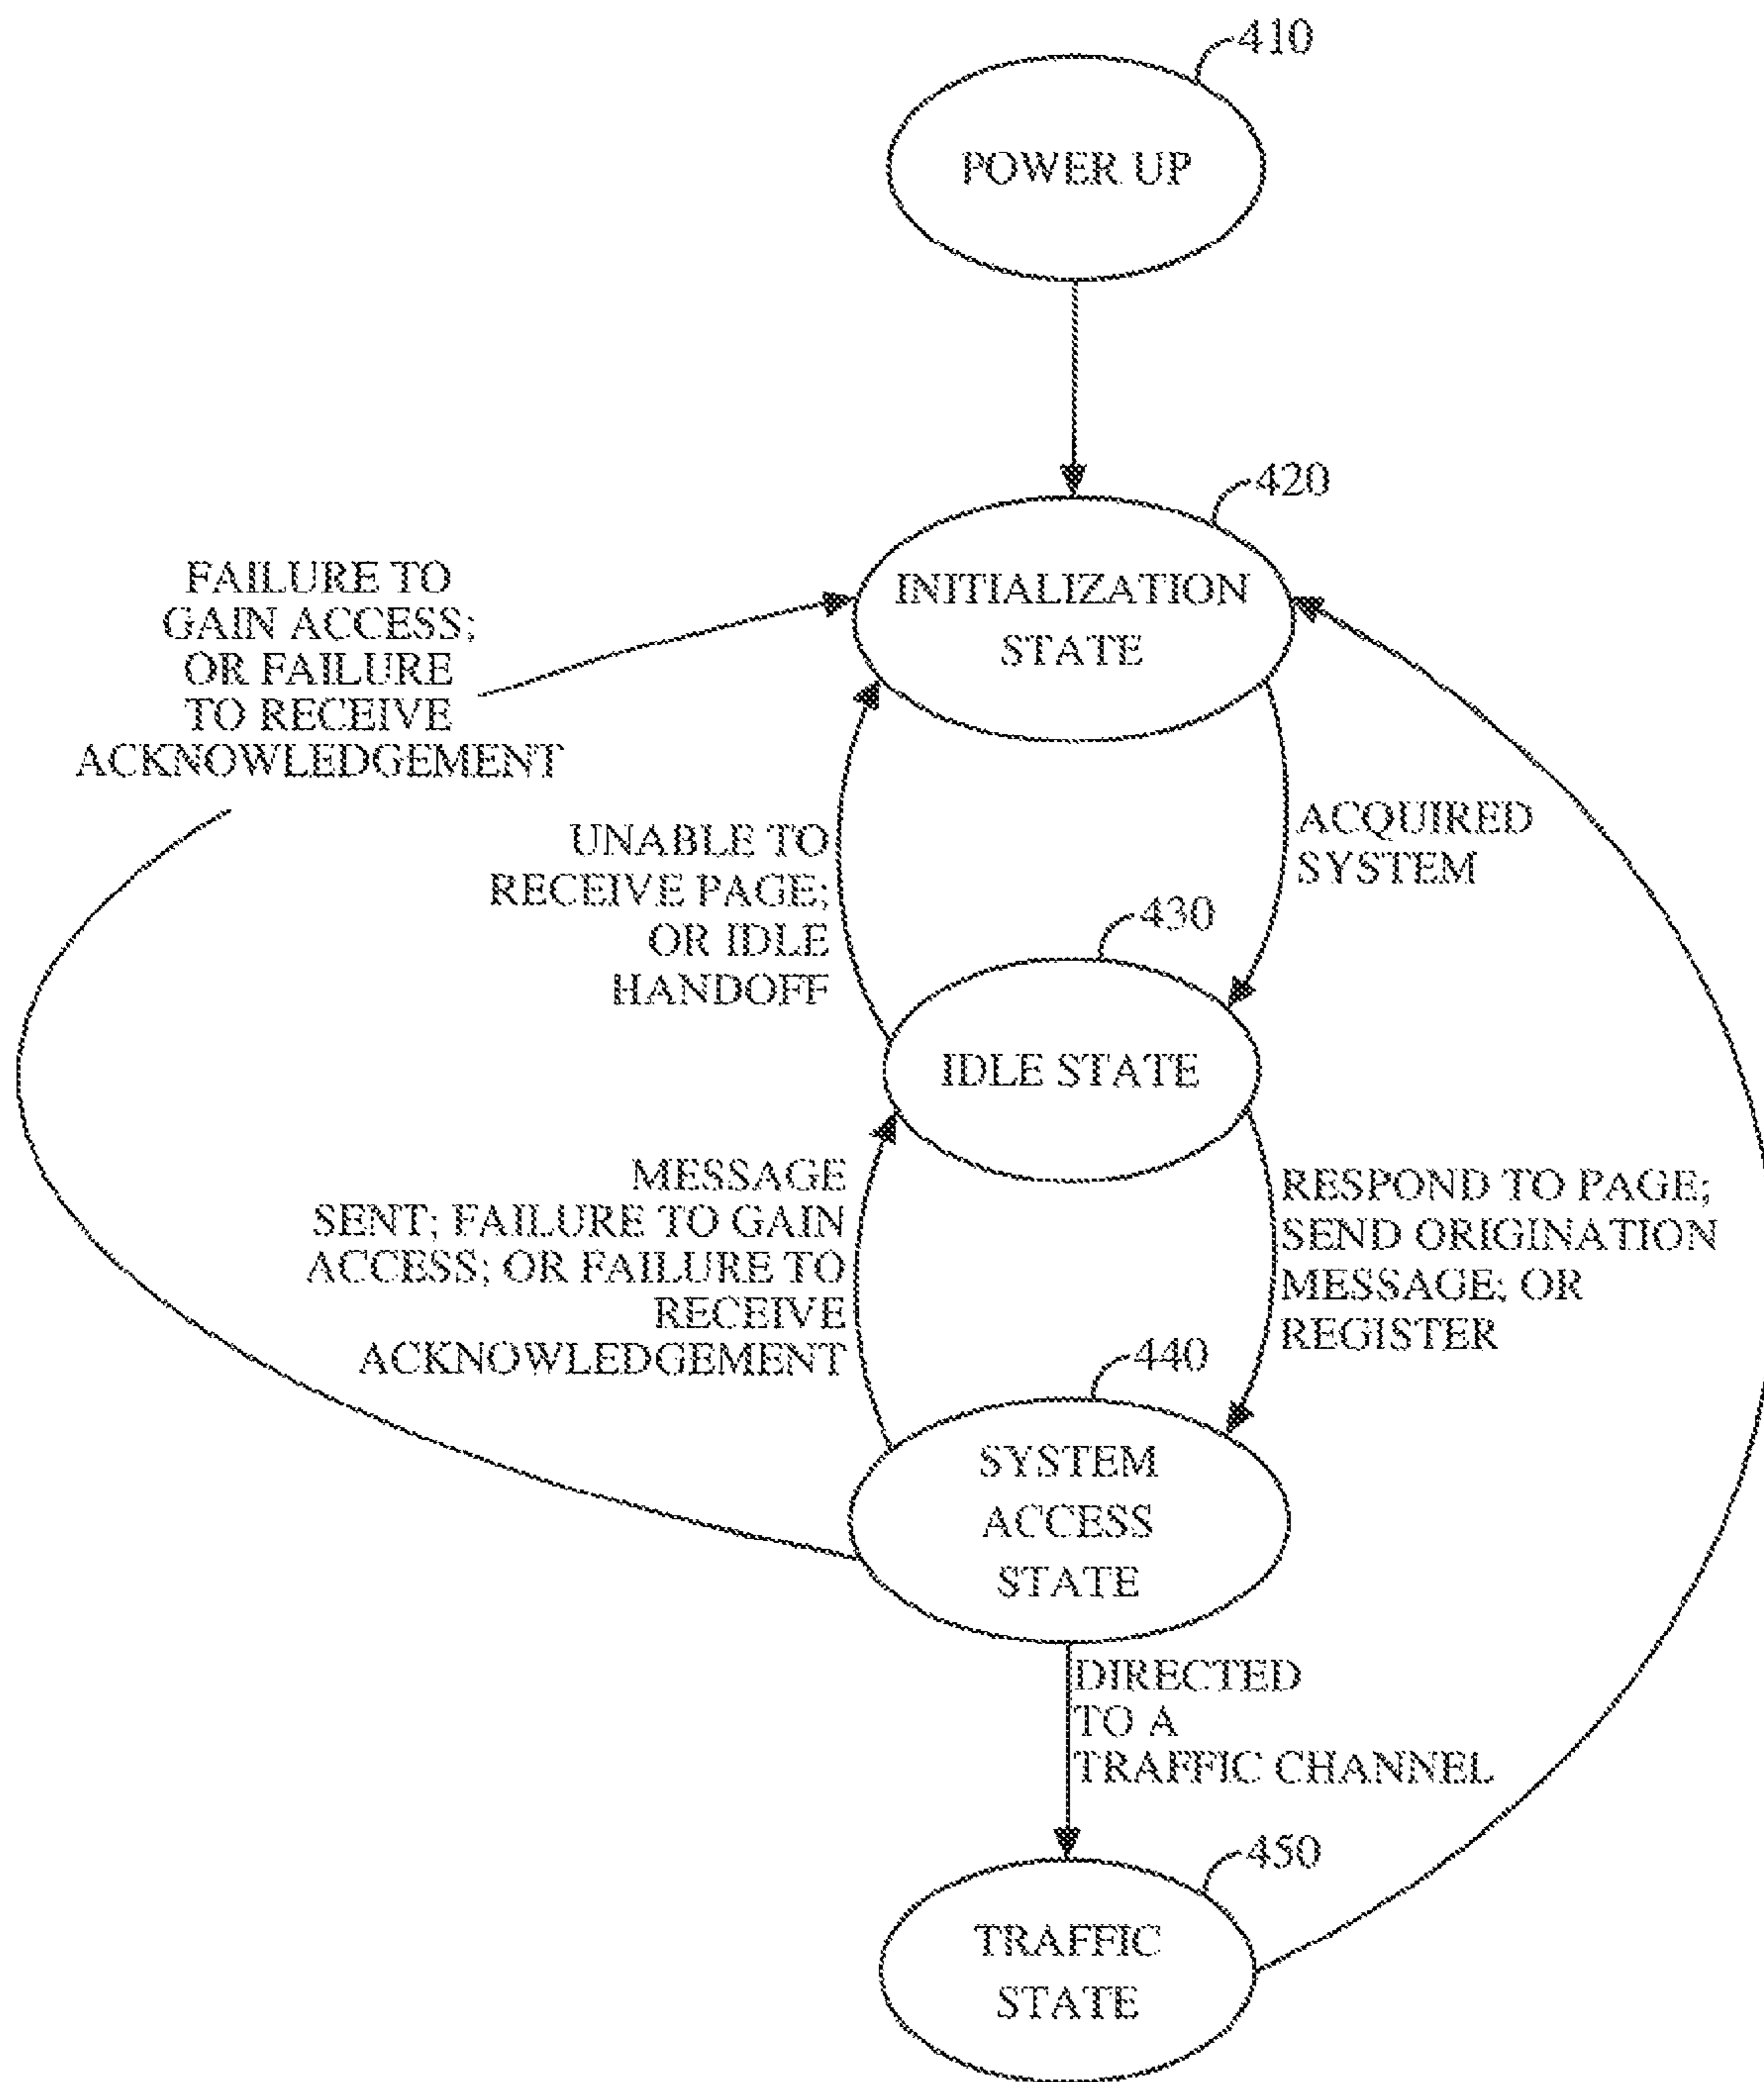 410
POWER UP
420
INITIALIZATION
STATE
FAILURE TO
GAIN ACCESS;
OR FAILURE
TO RECEIVE
ACKNOWLEDGEMENT
UNABLE TO
RECEIVE PAGE;
OR IDLE
HANDOFF
ACQUIRED
SYSTEM
430
IDLE STATE
MESSAGE
SENT; FAILURE TO GAIN
ACCESS; OR FAILURE TO
RECEIVE
ACKNOWLEDGEMENT
RESPOND TO PAGE;
SEND ORIGINATION
MESSAGE; OR
REGISTER
440
SYSTEM
ACCESS
STATE
DIRECTED
TO A
TRAFFIC CHANNEL
450
TRAFFIC
STATE